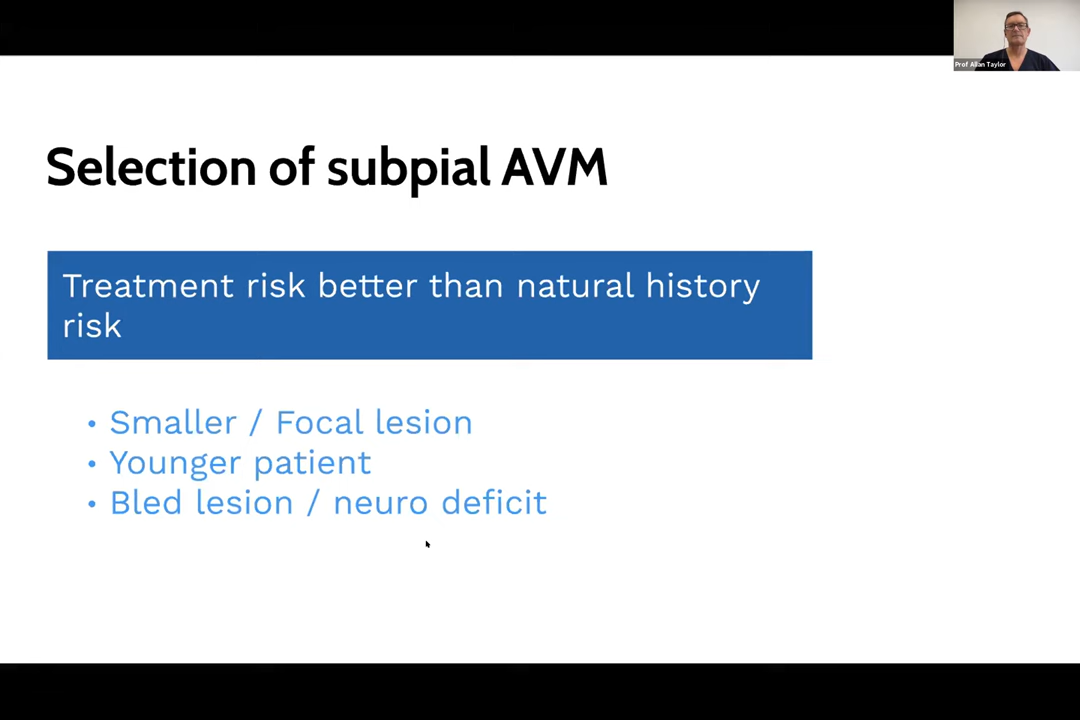 Prof Allan Taylor
Selection of subpial AVM
Treatment risk better than natural history
risk
• Smaller / Focal lesion
• Younger patient
• Bled lesion / neuro deficit